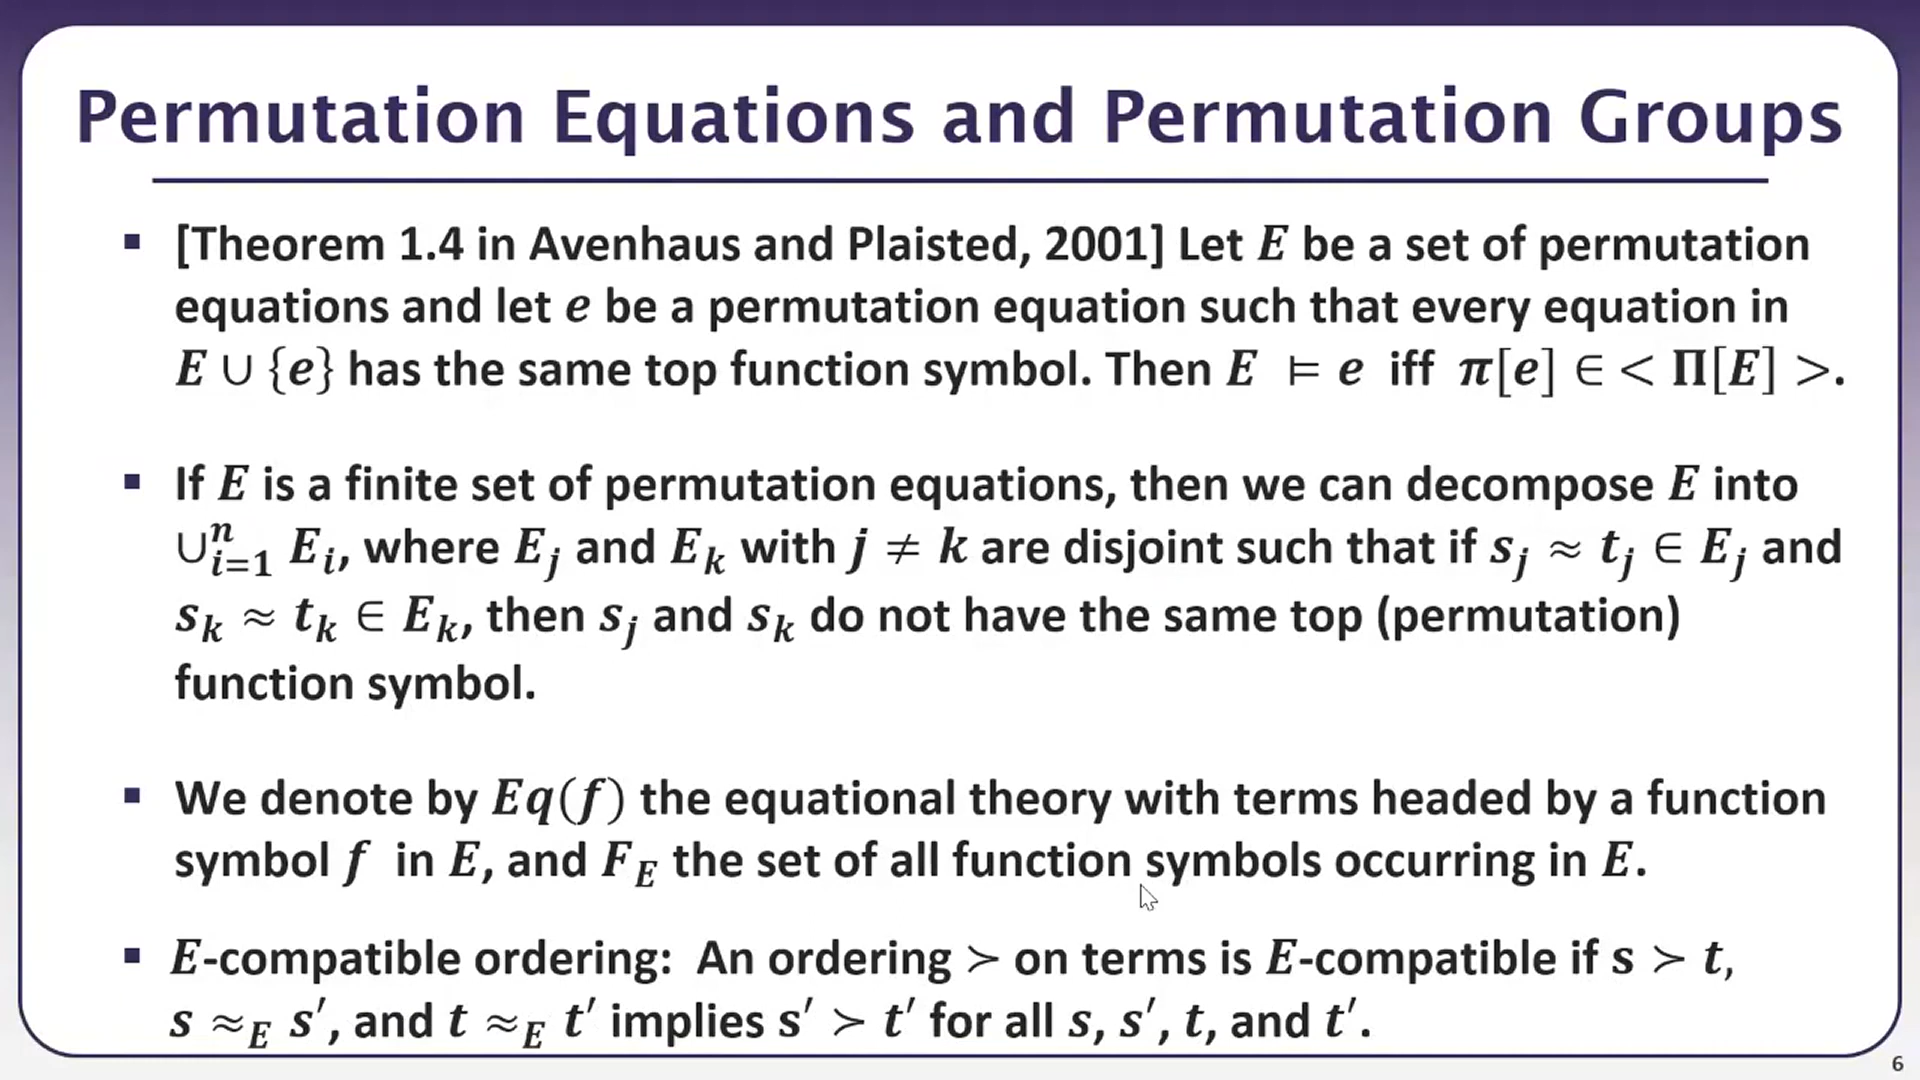 Permutation Equations and Permutation Groups
▪ [Theorem 1.4 in Avenhaus and Plaisted, 2001] Let E be a set of permutation
equations and let e be a permutation equation such that every equation in
E ∪ {e} has the same top function symbol. Then E ⊨ e iff π[e] ∈ < Π[E] >.
▪ If E is a finite set of permutation equations, then we can decompose E into
∪ⁿᵢ₌₁ Eᵢ, where Eⱼ and Eₖ with j ≠ k are disjoint such that if sⱼ ≈ tⱼ ∈ Eⱼ and
sₖ ≈ tₖ ∈ Eₖ, then sⱼ and sₖ do not have the same top (permutation)
function symbol.
▪ We denote by Eq(f) the equational theory with terms headed by a function
symbol f in E, and F_E the set of all function symbols occurring in E.
▪ E-compatible ordering: An ordering ≻ on terms is E-compatible if s ≻ t,
s ≈_E s′, and t ≈_E t′ implies s′ ≻ t′ for all s, s′, t, and t′.
6